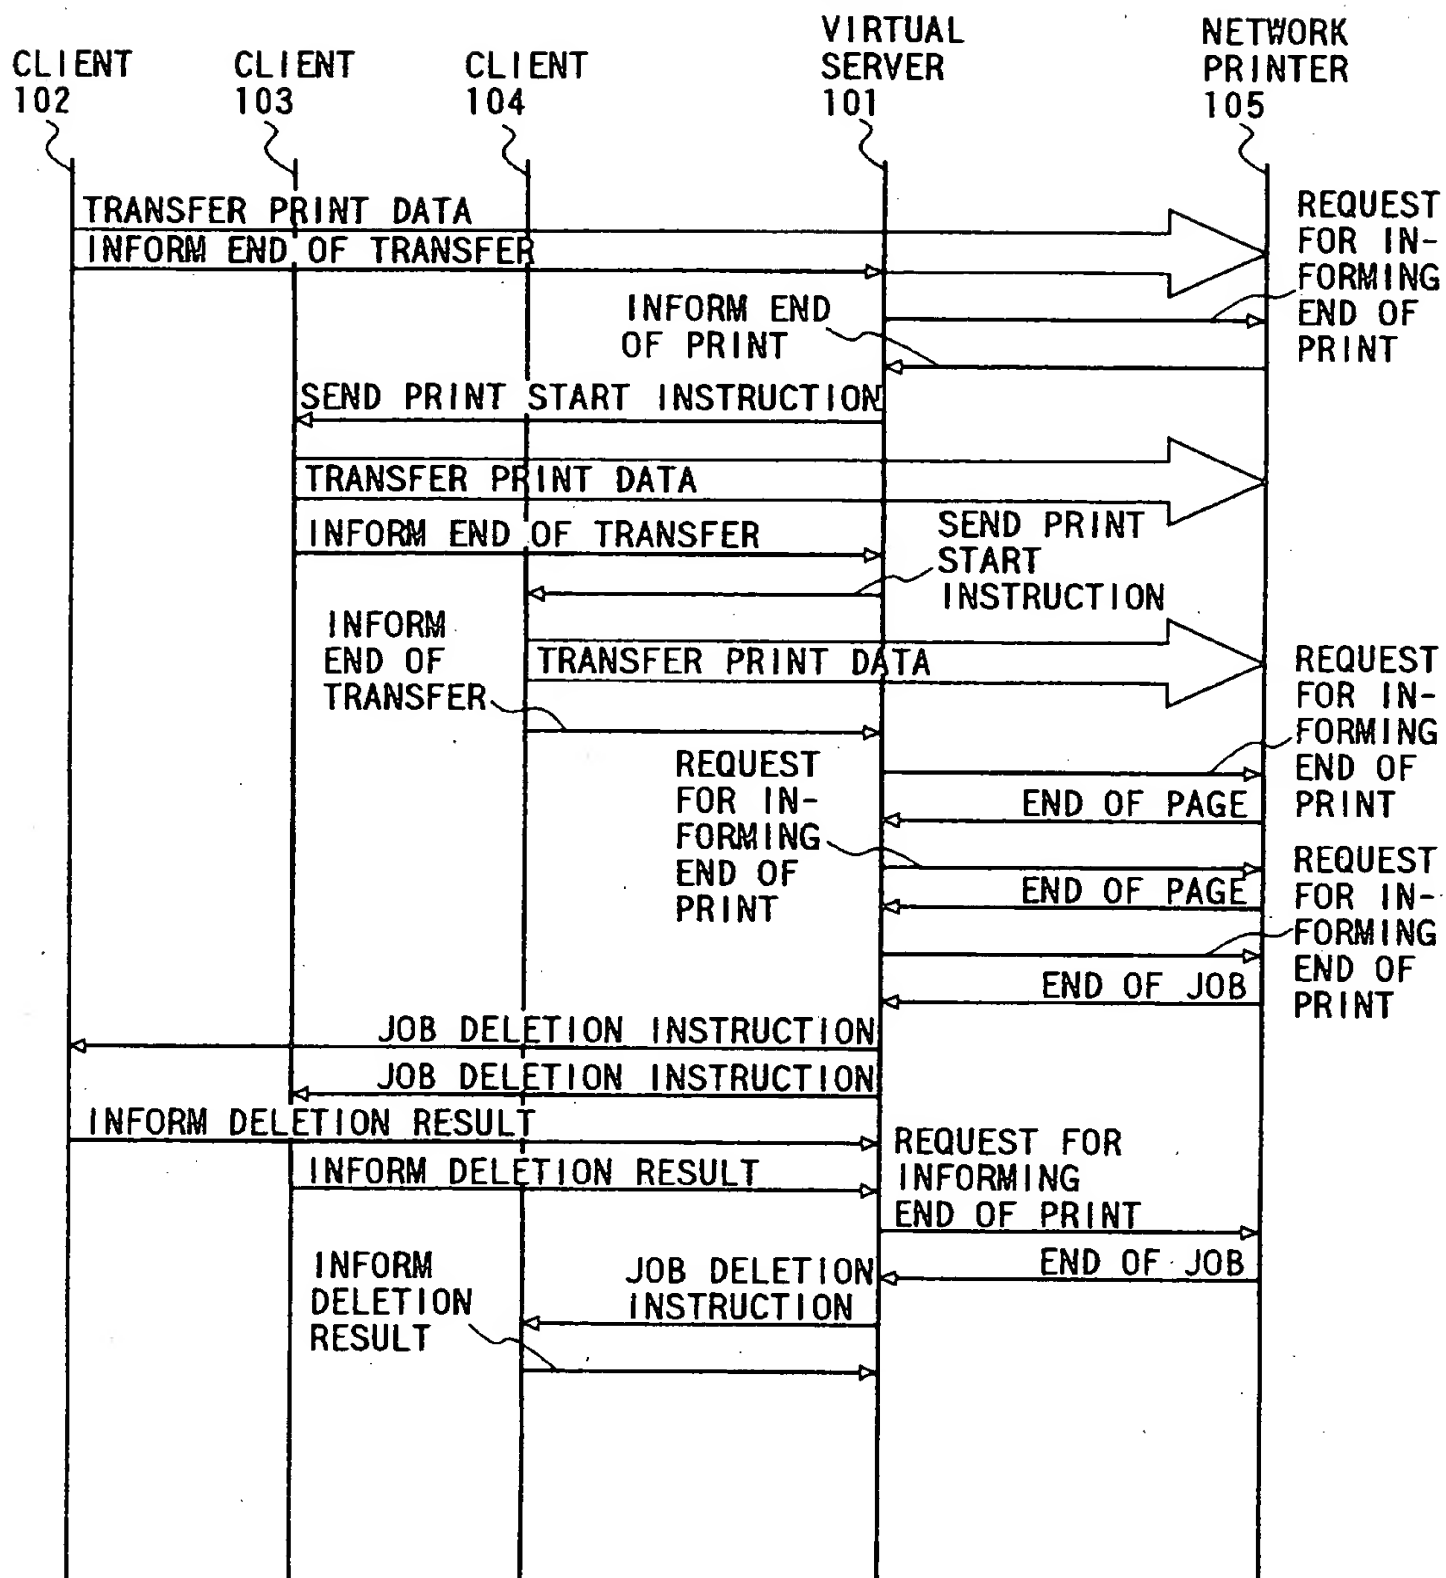 CLIENT
102
CLIENT
103
CLIENT
104
VIRTUAL
SERVER
101
NETWORK
PRINTER
105
TRANSFER PRINT DATA
INFORM END OF TRANSFER
REQUEST
FOR IN-
FORMING
END OF
PRINT
INFORM END
OF PRINT
SEND PRINT START INSTRUCTION
TRANSFER PRINT DATA
INFORM END OF TRANSFER
SEND PRINT
START
INSTRUCTION
INFORM
END OF
TRANSFER
TRANSFER PRINT DATA
REQUEST
FOR IN-
FORMING
END OF
PRINT
REQUEST
FOR IN-
FORMING
END OF
PRINT
END OF PAGE
REQUEST
FOR IN-
FORMING
END OF
PRINT
END OF PAGE
END OF JOB
JOB DELETION INSTRUCTION
JOB DELETION INSTRUCTION
INFORM DELETION RESULT
INFORM DELETION RESULT
REQUEST FOR
INFORMING
END OF PRINT
END OF JOB
JOB DELETION
INSTRUCTION
INFORM
DELETION
RESULT